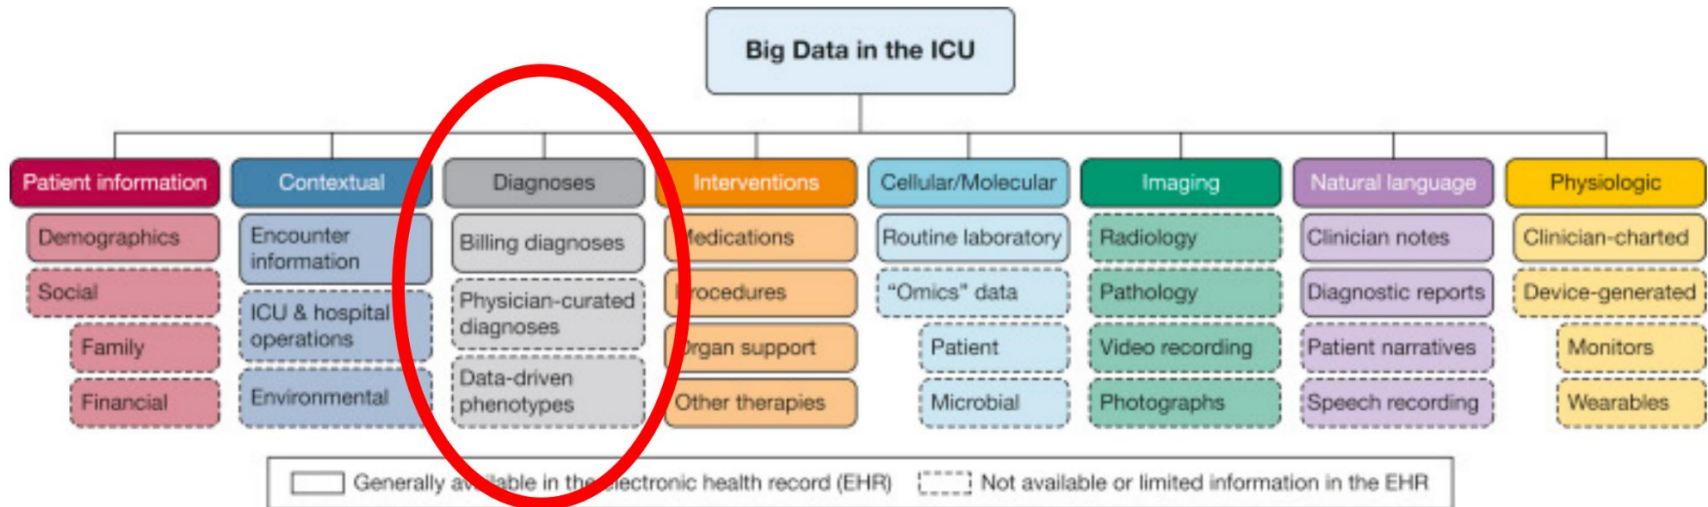 Big Data in the ICU
Patient information
Contextual
Diagnoses
Interventions
Cellular/Molecular
Imaging
Natural language
Physiologic
Demographics
Social
Family
Financial
Encounter
information
ICU & hospital
operations
Environmental
Billing diagnoses
Physician-curated
diagnoses
Data-driven
phenotypes
Medications
Procedures
Organ support
Other therapies
Routine laboratory
“Omics” data
Patient
Microbial
Radiology
Pathology
Video recording
Photographs
Clinician notes
Diagnostic reports
Patient narratives
Speech recording
Clinician-charted
Device-generated
Monitors
Wearables
Generally available in the electronic health record (EHR)
Not available or limited information in the EHR